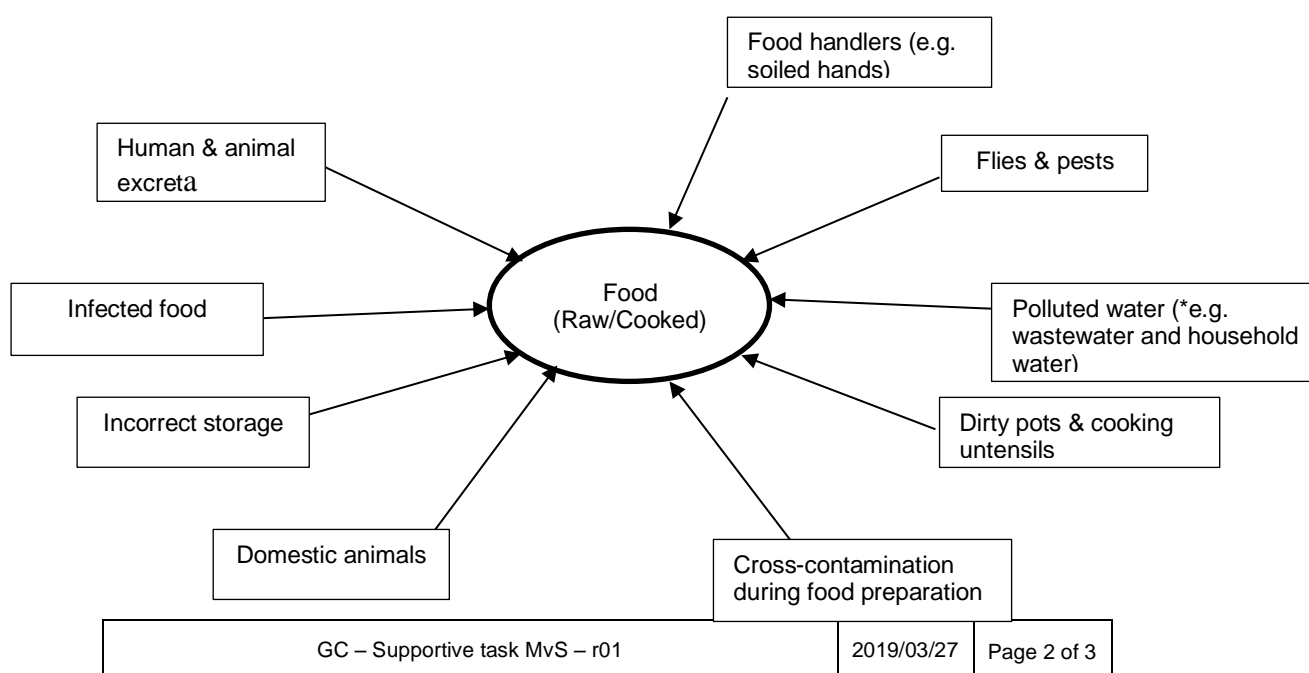 Food handlers (e.g.
soiled hands)
Human & animal
excreta
Flies & pests
Infected food
Food
(Raw/Cooked)
Polluted water (*e.g.
wastewater and household
water)
Incorrect storage
Dirty pots & cooking
untensils
Domestic animals
Cross-contamination
during food preparation
GC – Supportive task MvS – r01 2019/03/27 Page 2 of 3